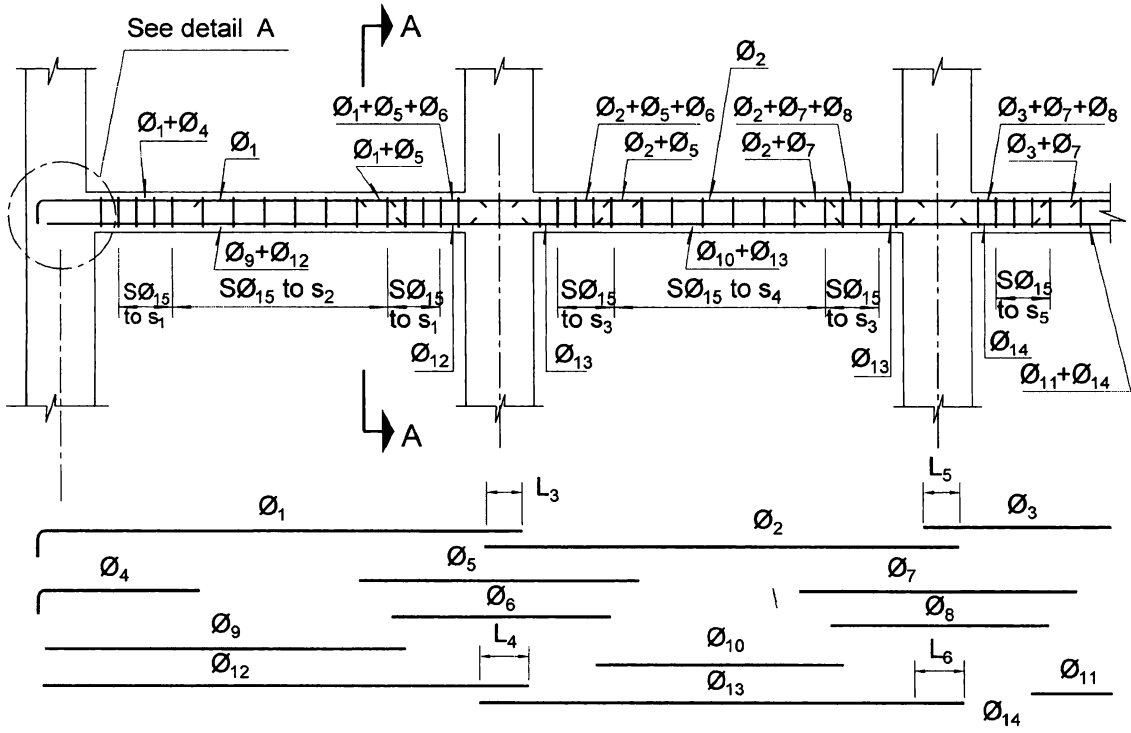 See detail A
A
Ø₂
Ø₁+Ø₄
Ø₁
Ø₁+Ø₅+Ø₆
Ø₁+Ø₅
Ø₂+Ø₅+Ø₆
Ø₂+Ø₅
Ø₂+Ø₇+Ø₈
Ø₂+Ø₇
Ø₃+Ø₇+Ø₈
Ø₃+Ø₇
Ø₉+Ø₁₂
Ø₁₀+Ø₁₃
SØ₁₅
to s₁
SØ₁₅ to s₂
SØ₁₅
to s₁
SØ₁₅
to s₃
SØ₁₅ to s₄
SØ₁₅
to s₃
SØ₁₅
to s₅
Ø₁₂
Ø₁₃
Ø₁₃
Ø₁₄
Ø₁₁+Ø₁₄
A
L₃
L₅
Ø₁
Ø₂
Ø₃
Ø₄
Ø₅
Ø₇
Ø₆
Ø₈
Ø₉
L₄
Ø₁₀
L₆
Ø₁₂
Ø₁₃
Ø₁₁
Ø₁₄